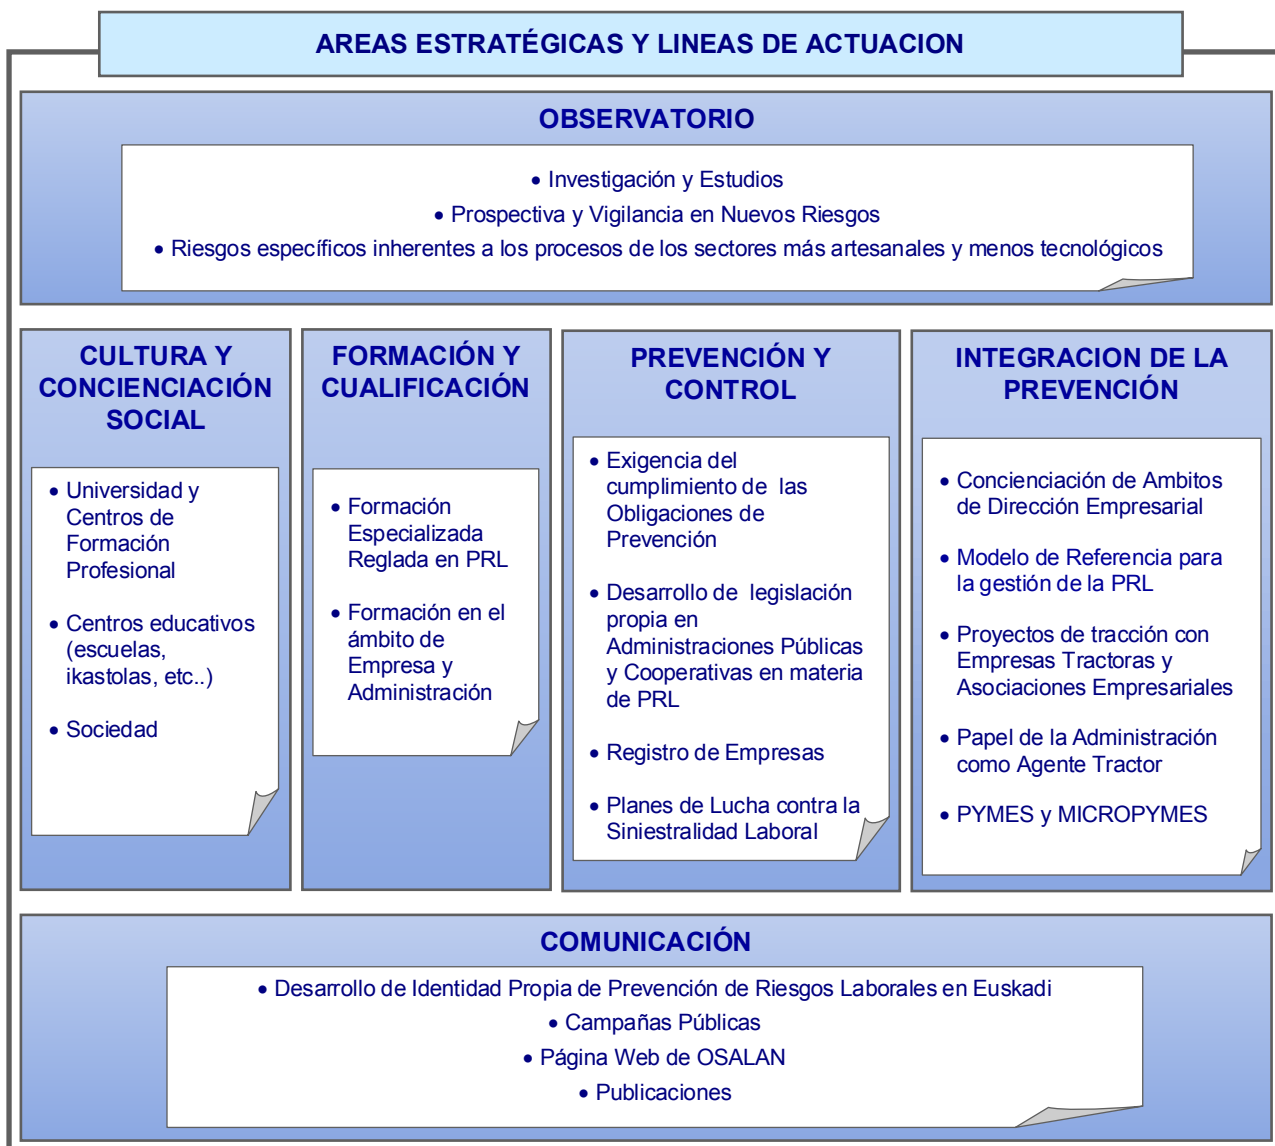 AREAS ESTRATÉGICAS Y LINEAS DE ACTUACION
OBSERVATORIO
• Investigación y Estudios
• Prospectiva y Vigilancia en Nuevos Riesgos
• Riesgos específicos inherentes a los procesos de los sectores más artesanales y menos tecnológicos
CULTURA Y
CONCIENCIACIÓN
SOCIAL
• Universidad y
Centros de
Formación
Profesional
• Centros educativos
(escuelas,
ikastolas, etc..)
• Sociedad
FORMACIÓN Y
CUALIFICACIÓN
• Formación
Especializada
Reglada en PRL
• Formación en el
ámbito de
Empresa y
Administración
PREVENCIÓN Y
CONTROL
• Exigencia del
cumplimiento de las
Obligaciones de
Prevención
• Desarrollo de legislación
propia en
Administraciones Públicas
y Cooperativas en materia
de PRL
• Registro de Empresas
• Planes de Lucha contra la
Siniestralidad Laboral
INTEGRACION DE LA
PREVENCIÓN
• Concienciación de Ambitos
de Dirección Empresarial
• Modelo de Referencia para
la gestión de la PRL
• Proyectos de tracción con
Empresas Tractoras y
Asociaciones Empresariales
• Papel de la Administración
como Agente Tractor
• PYMES y MICROPYMES
COMUNICACIÓN
• Desarrollo de Identidad Propia de Prevención de Riesgos Laborales en Euskadi
• Campañas Públicas
• Página Web de OSALAN
• Publicaciones